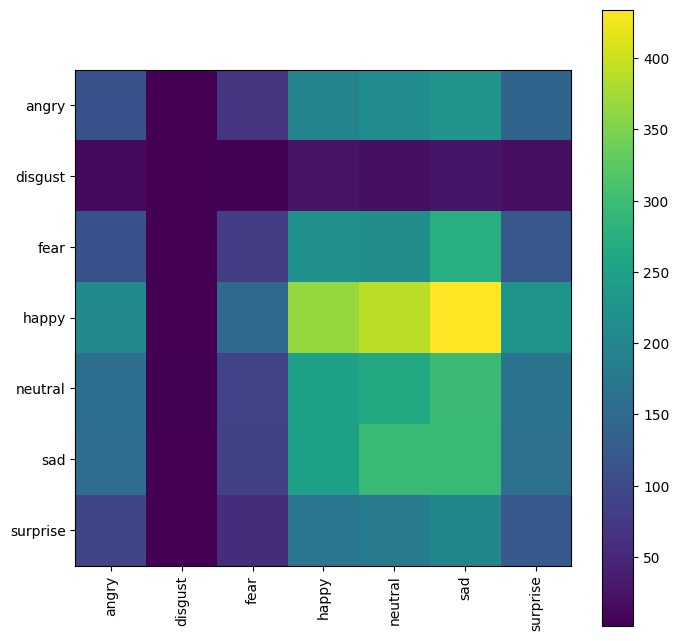 angry
disgust
fear
happy
neutral
sad
surprise
angry
disgust
fear
happy
neutral
sad
surprise
400
350
300
250
200
150
100
50